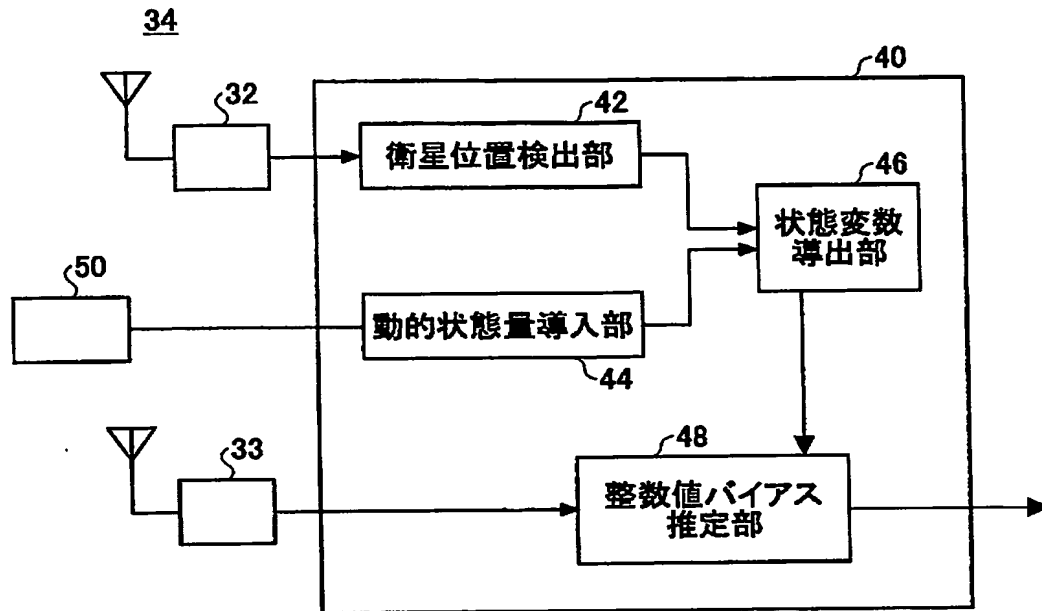 34
40
32
42
衛星位置検出部
46
状態変数
導出部
50
動的状態量導入部
44
33
48
整数値バイアス
推定部